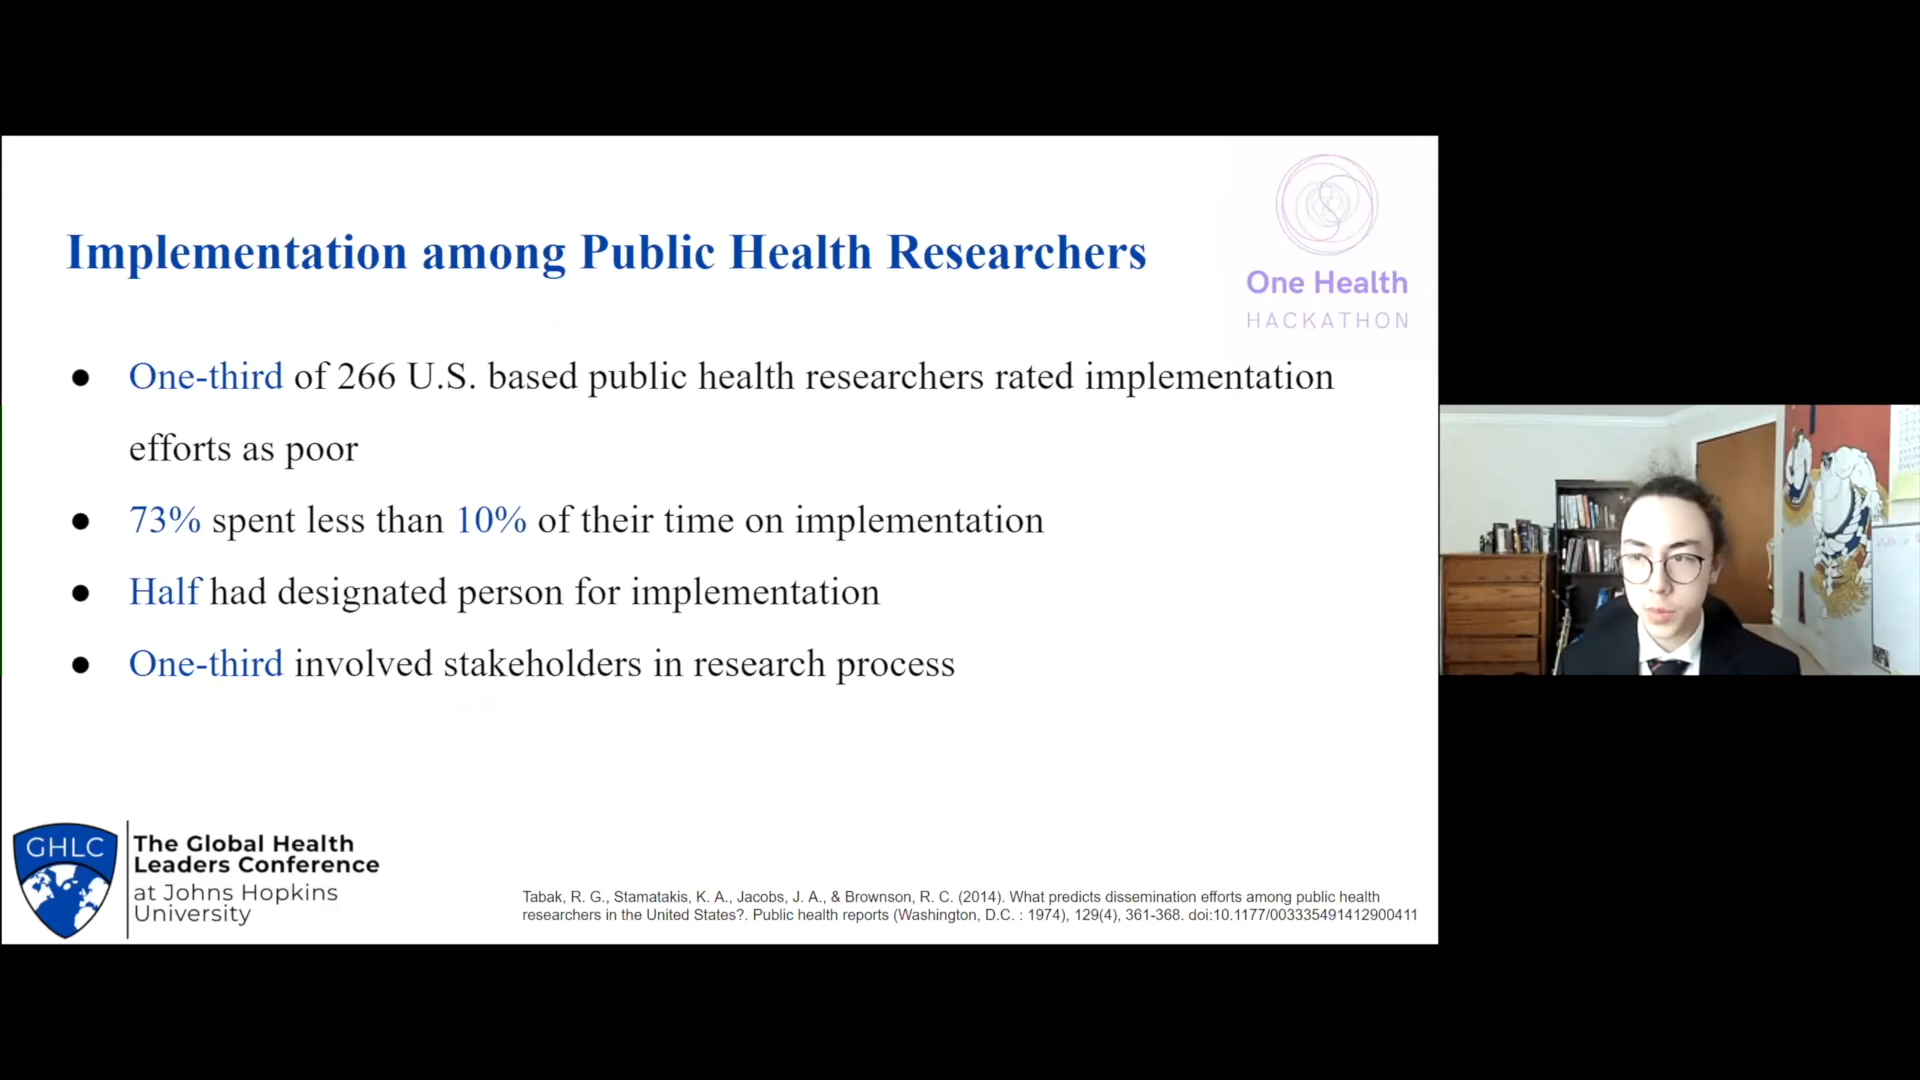 Implementation among Public Health Researchers
One Health
HACKATHON
● One-third of 266 U.S. based public health researchers rated implementation
efforts as poor
● 73% spent less than 10% of their time on implementation
● Half had designated person for implementation
● One-third involved stakeholders in research process
GHLC
The Global Health
Leaders Conference
at Johns Hopkins
University
Tabak, R. G., Stamatakis, K. A., Jacobs, J. A., & Brownson, R. C. (2014). What predicts dissemination efforts among public health
researchers in the United States?. Public health reports (Washington, D.C. : 1974), 129(4), 361-368. doi:10.1177/003335491412900411